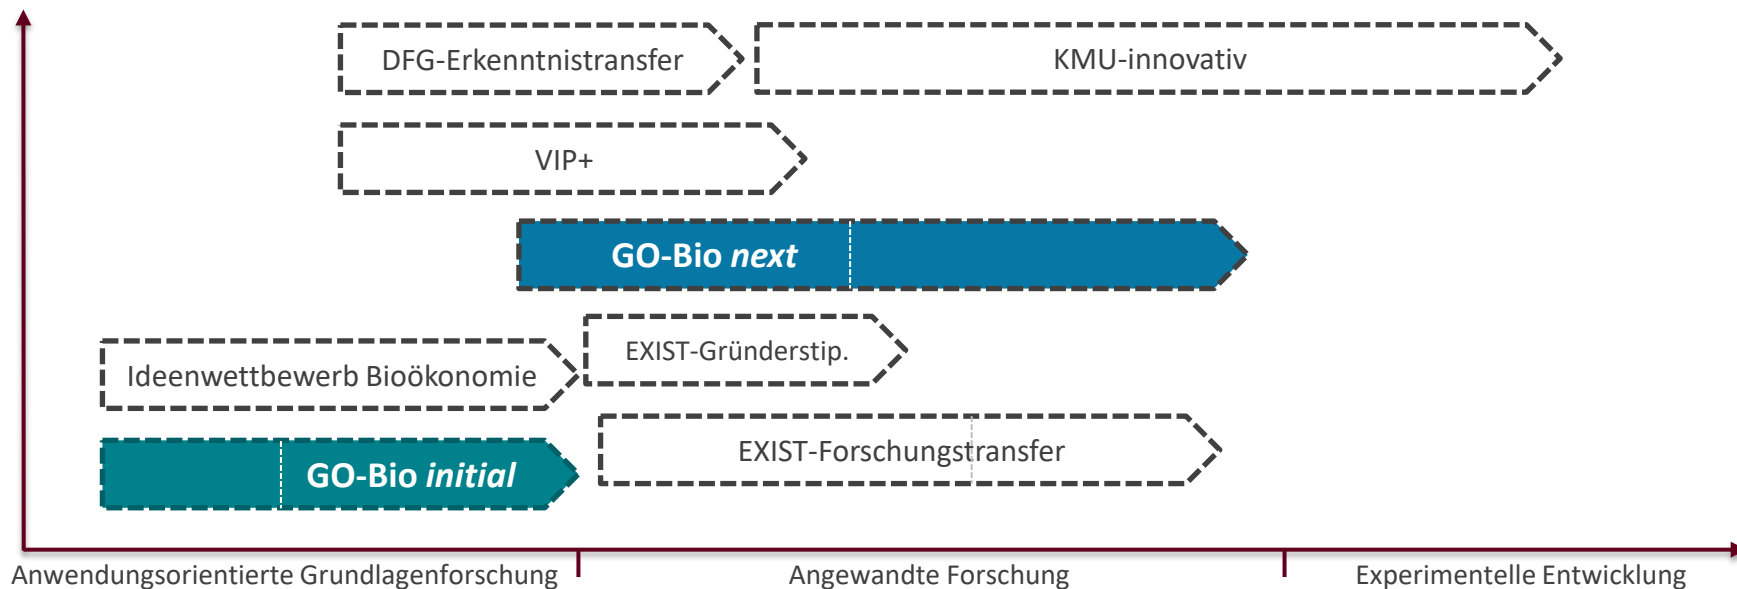 DFG-Erkenntnistransfer
KMU-innovativ
VIP+
GO-Bio next
EXIST-Gründerstip.
Ideenwettbewerb Bioökonomie
EXIST-Forschungstransfer
GO-Bio initial
Anwendungsorientierte Grundlagenforschung
Angewandte Forschung
Experimentelle Entwicklung